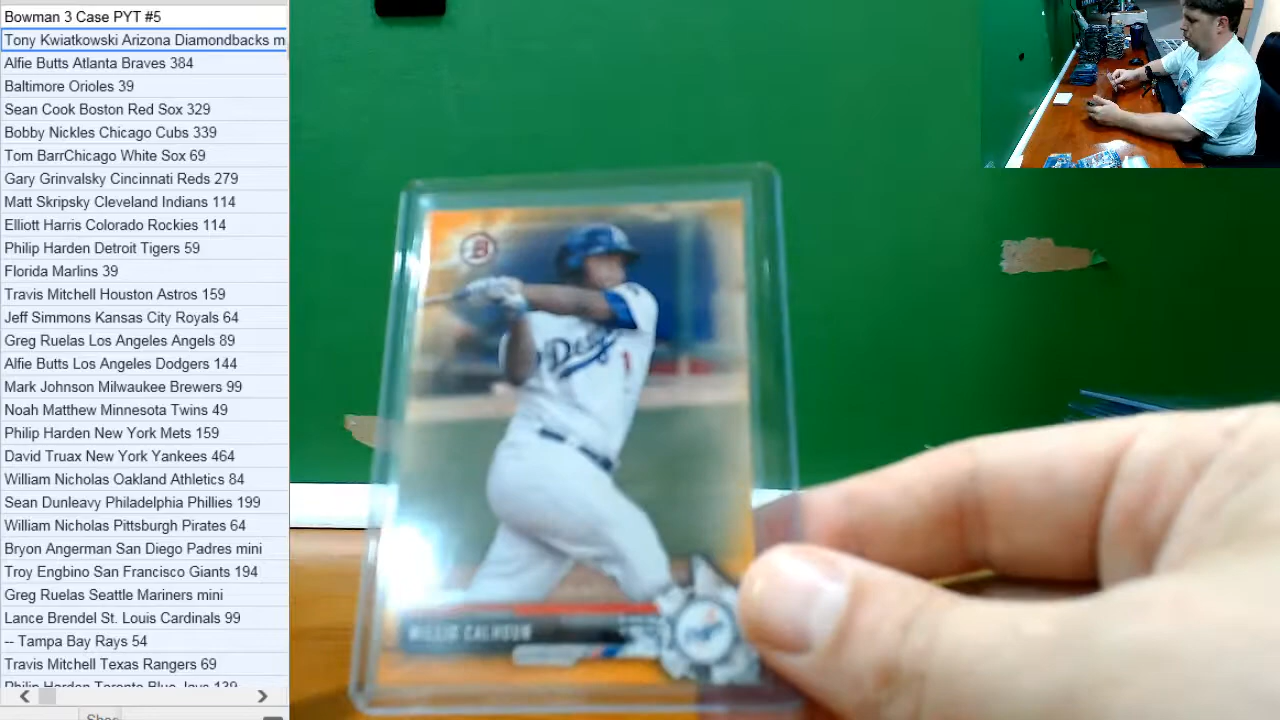 Bowman 3 Case PYT #5
Tony Kwiatkowski Arizona Diamondbacks m
Alfie Butts Atlanta Braves 384
Baltimore Orioles 39
Sean Cook Boston Red Sox 329
Bobby Nickles Chicago Cubs 339
Tom BarrChicago White Sox 69
Gary Grinvalsky Cincinnati Reds 279
Matt Skripsky Cleveland Indians 114
Elliott Harris Colorado Rockies 114
Philip Harden Detroit Tigers 59
Florida Marlins 39
Travis Mitchell Houston Astros 159
Jeff Simmons Kansas City Royals 64
Greg Ruelas Los Angeles Angels 89
Alfie Butts Los Angeles Dodgers 144
Mark Johnson Milwaukee Brewers 99
Noah Matthew Minnesota Twins 49
Philip Harden New York Mets 159
David Truax New York Yankees 464
William Nicholas Oakland Athletics 84
Sean Dunleavy Philadelphia Phillies 199
William Nicholas Pittsburgh Pirates 64
Bryon Angerman San Diego Padres mini
Troy Engbino San Francisco Giants 194
Greg Ruelas Seattle Mariners mini
Lance Brendel St. Louis Cardinals 99
-- Tampa Bay Rays 54
Travis Mitchell Texas Rangers 69
Philip Harden Toronto Blue Jays 139
B
Dodgers
1
WILLIE CALHOUN